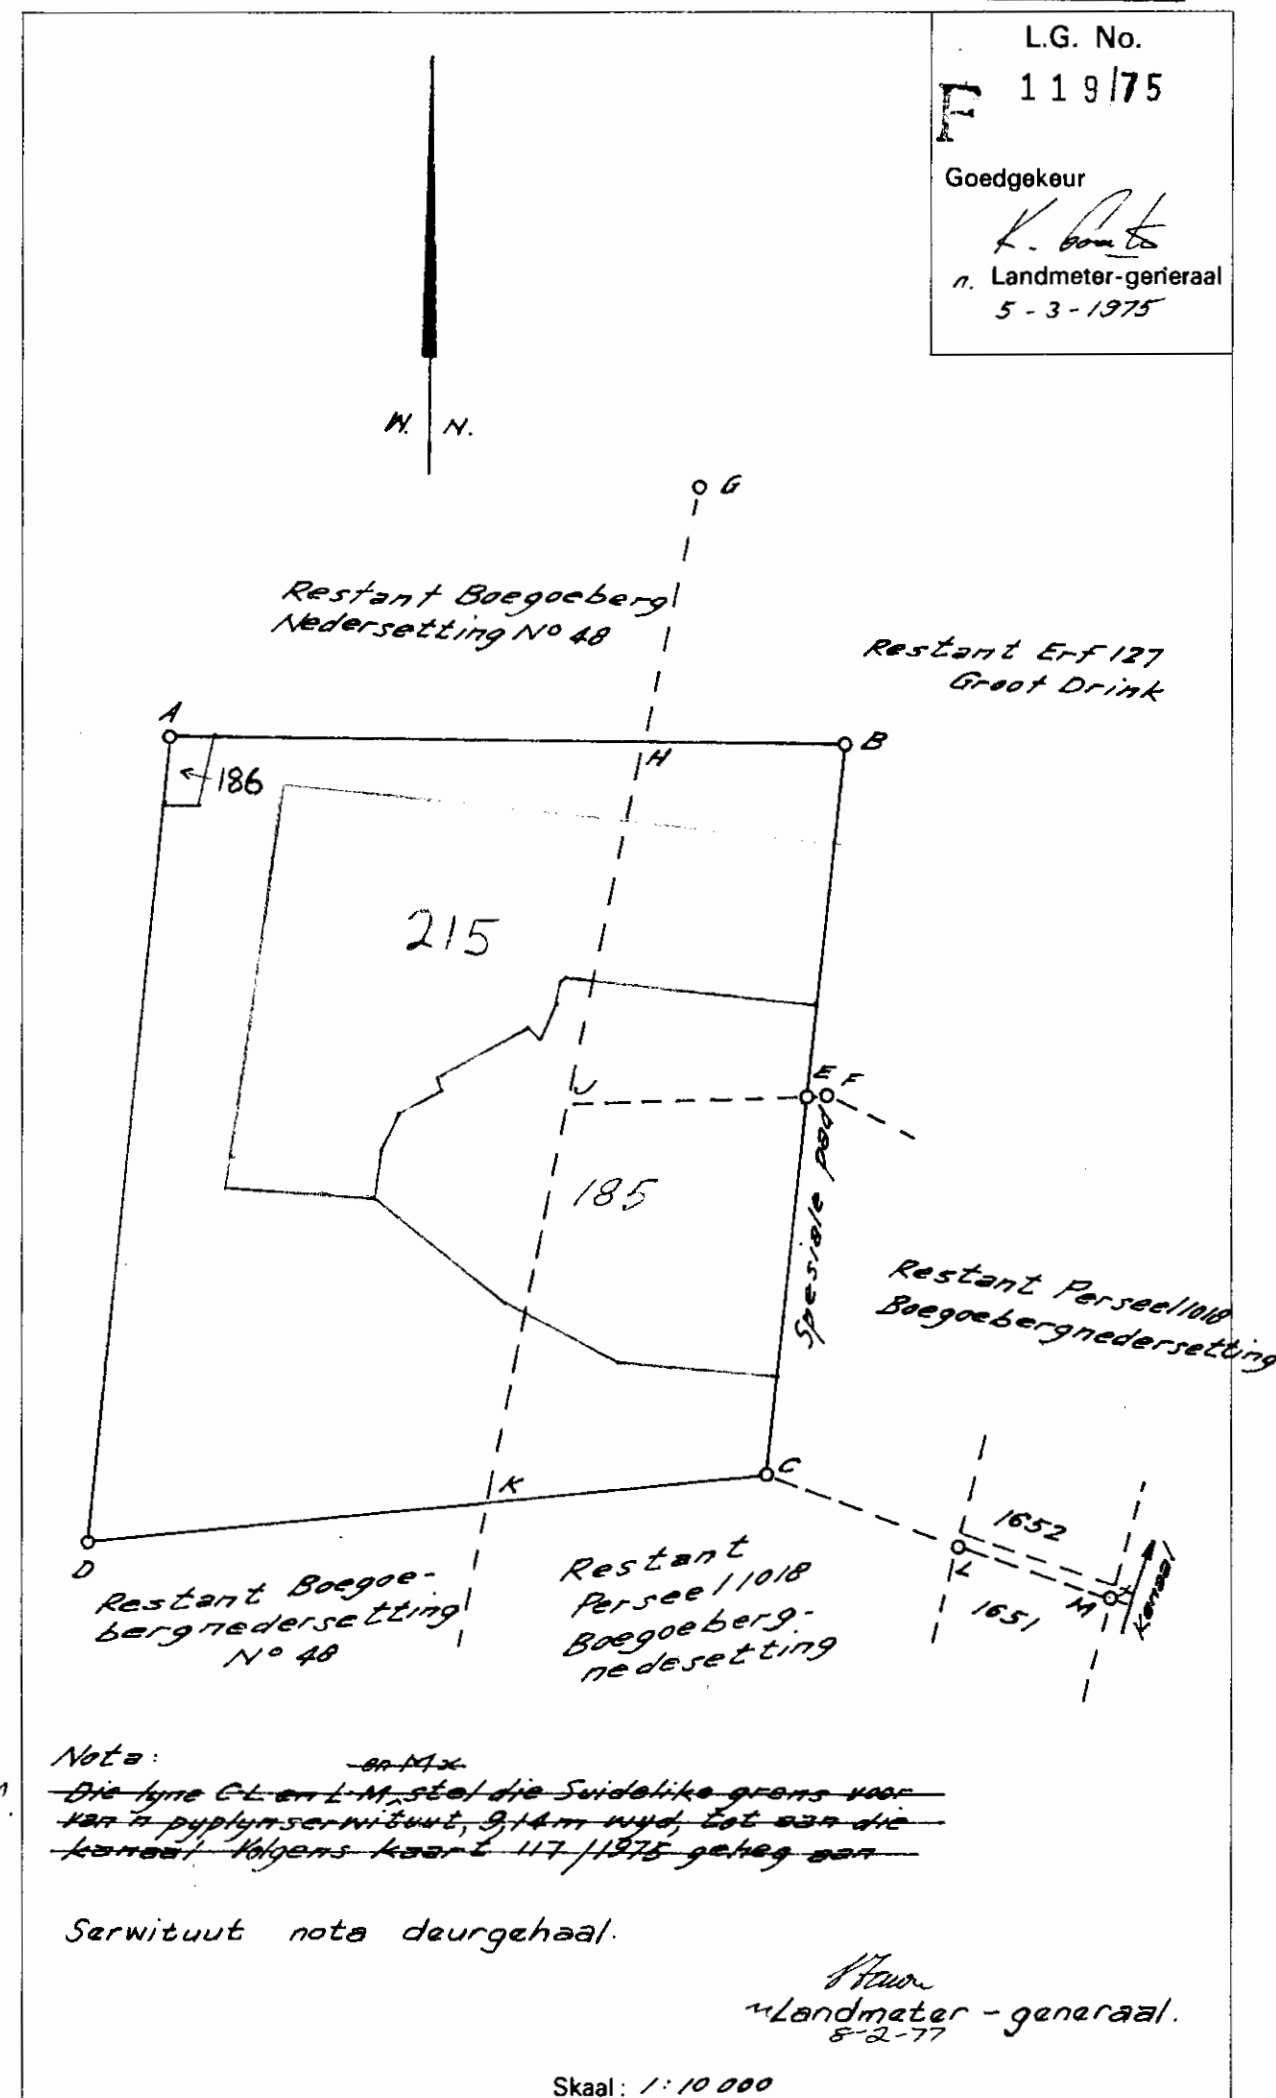 L.G. No.
F 119/75
Goedgekeur
n. Landmeter-generaal
5-3-1975
W. N.
G
Restant Boegoeberg
Nedersetting No 48
Restant Erf 127
Groot Drink
A
H
B
186
215
J
E F
185
Spesiale pad
Restant Perseel 1018
Boegoebergnedersetting
K
C
D
1652
L
M
x
1651
Kanaal
Restant Boegoe-
bergnedersetting
No 48
Restant
Perseel 1018
Boegoeberg-
nedesetting
Nota:
en Mx
Die lyne CL en LM stel die Suidelike grens voor
van 'n pyplynserwituut, 9,14m wyd, tot aan die
kanaal Volgens kaart 117/1975 geheg aan
Serwituut nota deurgehaal.
n Landmeter - generaal.
8-2-77
Skaal: 1:10 000